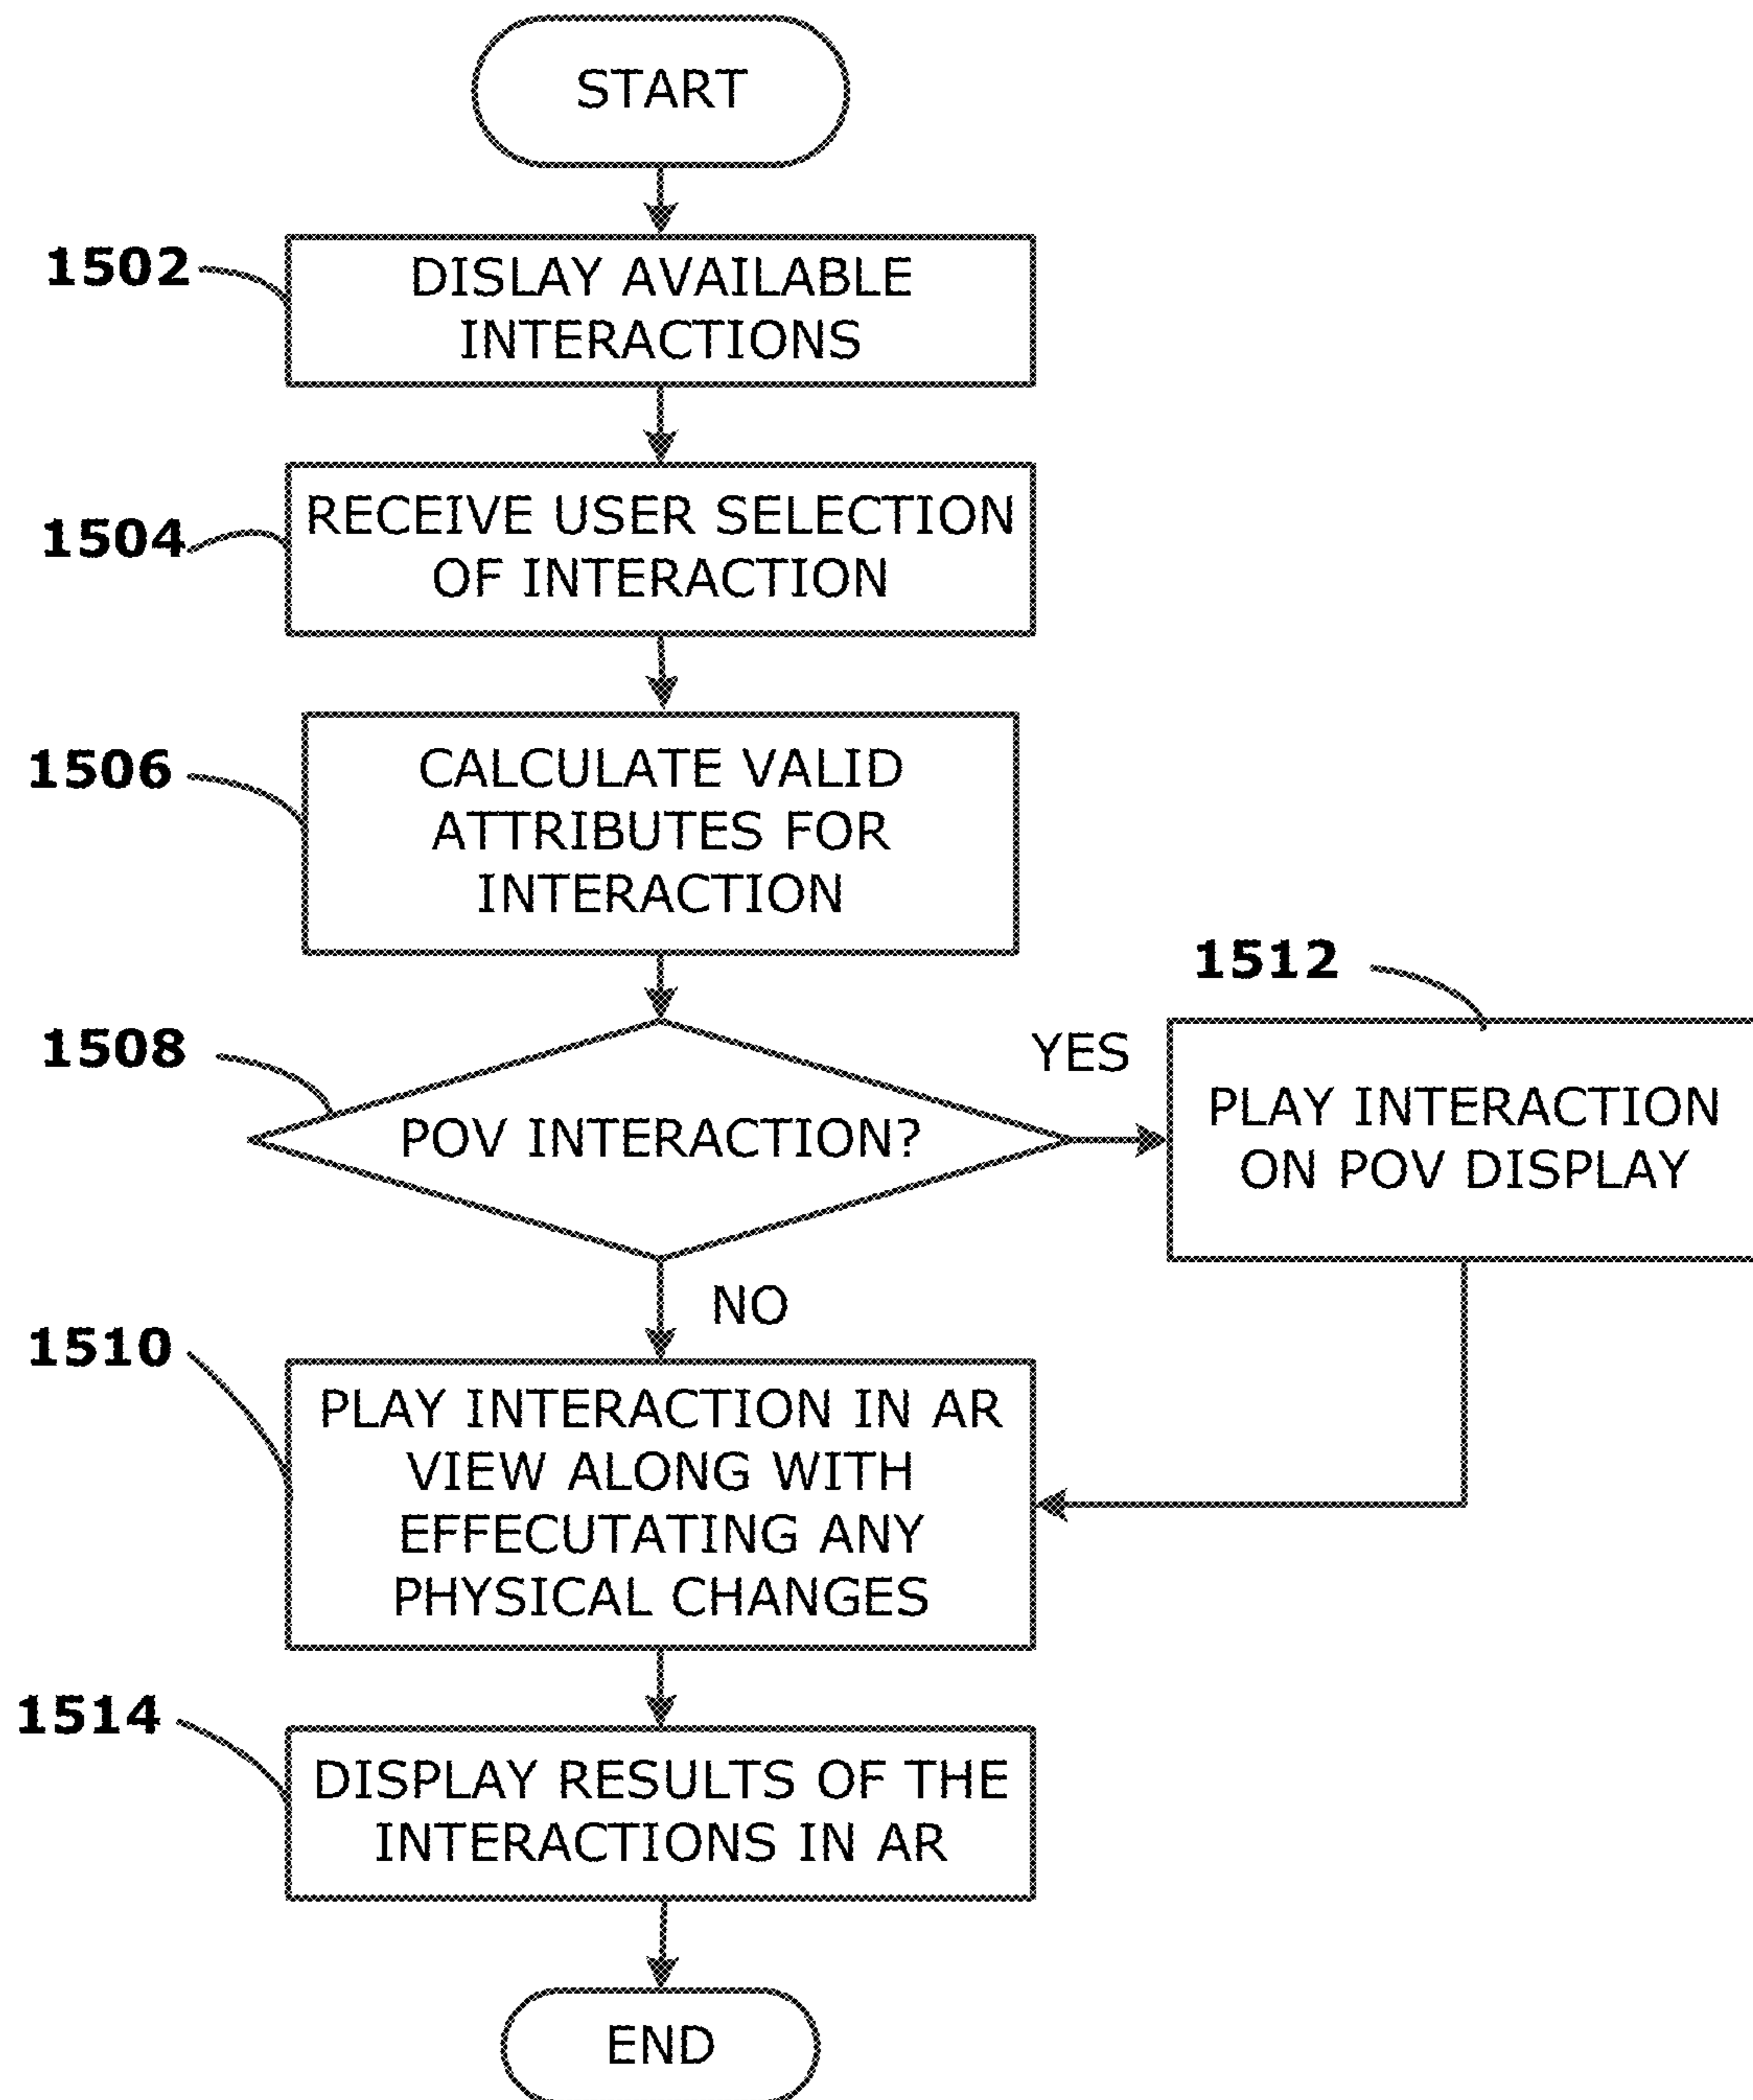 START
1502
DISLAY AVAILABLE
INTERACTIONS
1504
RECEIVE USER SELECTION
OF INTERACTION
1506
CALCULATE VALID
ATTRIBUTES FOR
INTERACTION
1508
POV INTERACTION?
YES
1512
PLAY INTERACTION
ON POV DISPLAY
NO
1510
PLAY INTERACTION IN AR
VIEW ALONG WITH
EFFECUTATING ANY
PHYSICAL CHANGES
1514
DISPLAY RESULTS OF THE
INTERACTIONS IN AR
END